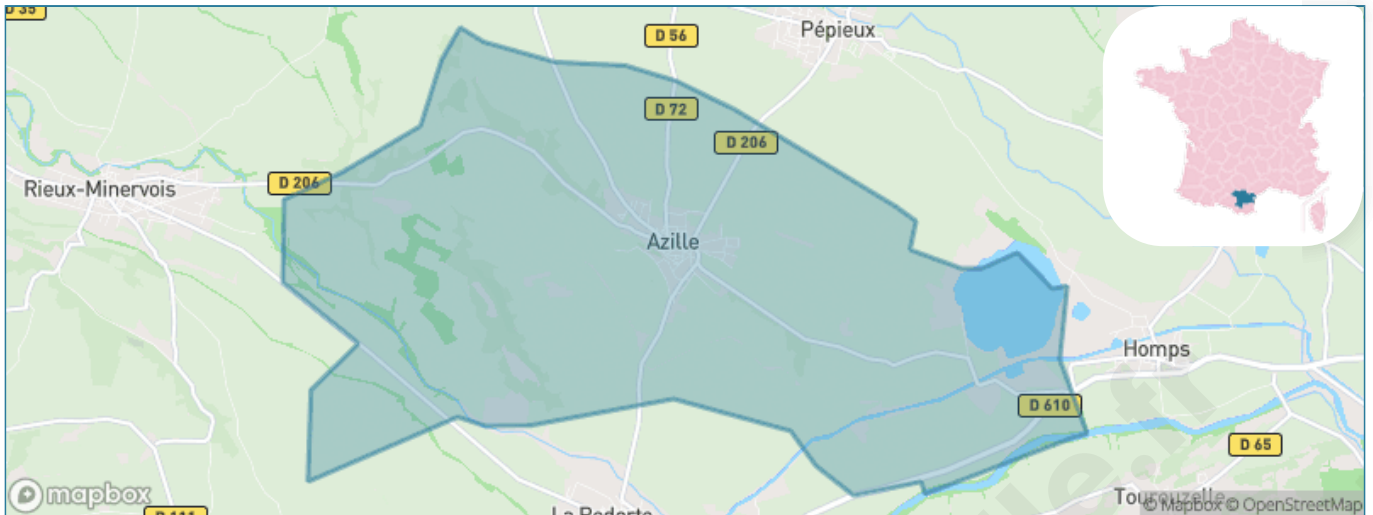 D 35
D 56
Pépieux
D 72
D 206
Rieux-Minervois
D 206
Azille
Homps
D 610
D 65
mapbox
Tourouzelle
© Mapbox © OpenStreetMap
La Redorte